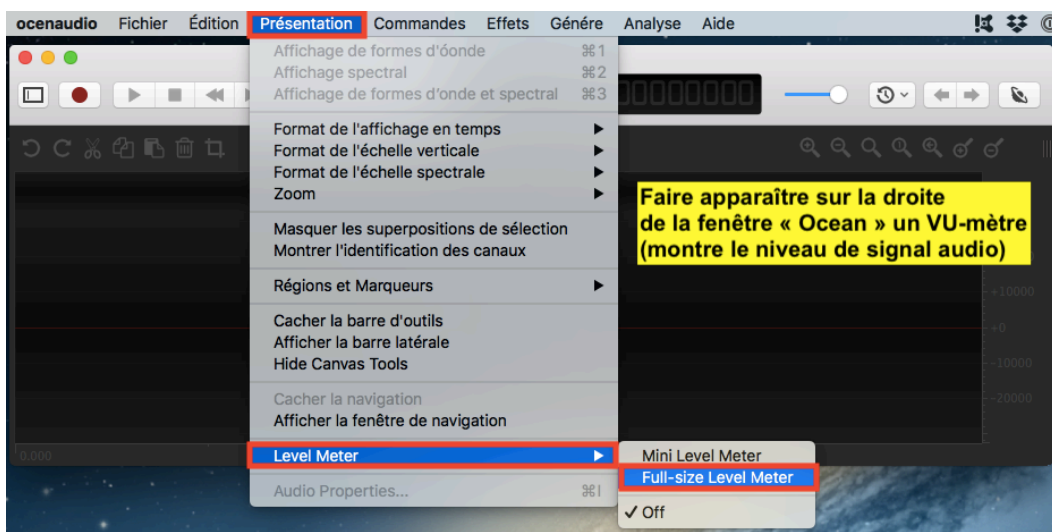 ocenaudio Fichier Édition Présentation Commandes Effets Génére Analyse Aide
Affichage de formes d'óonde ⌘1
Affichage spectral ⌘2
Affichage de formes d'onde et spectral ⌘3
Format de l'affichage en temps
Format de l'échelle verticale
Format de l'échelle spectrale
Zoom
Masquer les superpositions de sélection
Montrer l'identification des canaux
Régions et Marqueurs
Cacher la barre d'outils
Afficher la barre latérale
Hide Canvas Tools
Cacher la navigation
Afficher la fenêtre de navigation
Level Meter
Audio Properties... ⌘I
Mini Level Meter
Full-size Level Meter
✓ Off
Faire apparaître sur la droite
de la fenêtre « Ocean » un VU-mètre
(montre le niveau de signal audio)
+10000
+0
-10000
-20000
0,000